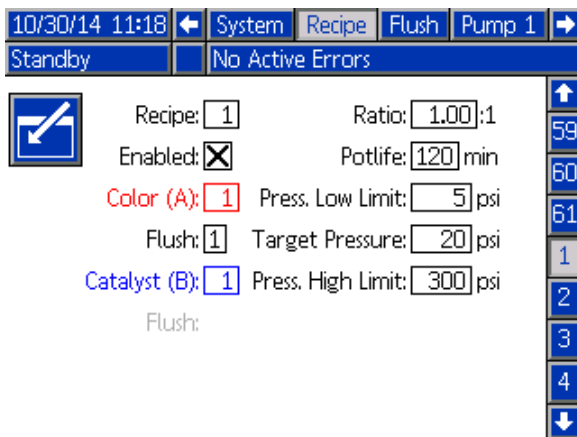 10/30/14 11:18 System Recipe Flush Pump 1
Standby No Active Errors
Recipe: 1 Ratio: 1.00 :1
Enabled: Potlife: 120 min
Color (A): 1 Press. Low Limit: 5 psi
Flush: 1 Target Pressure: 20 psi
Catalyst (B): 1 Press. High Limit: 300 psi
Flush:
59
60
61
1
2
3
4